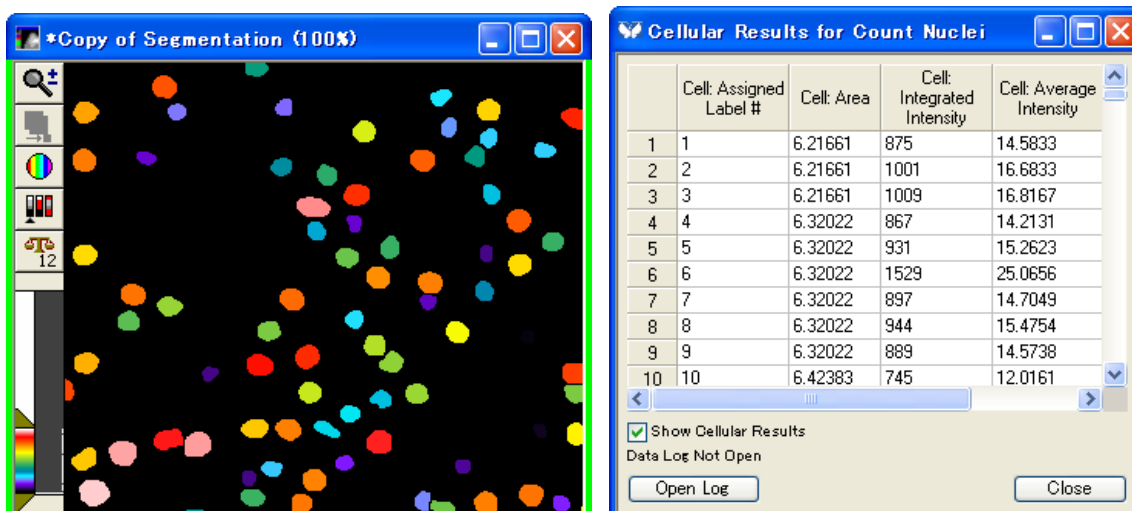 *Copy of Segmentation (100%)
12
Cellular Results for Count Nuclei
Cell: Assigned Label #
Cell: Area
Cell: Integrated Intensity
Cell: Average Intensity
1 1 6.21661 875 14.5833
2 2 6.21661 1001 16.6833
3 3 6.21661 1009 16.8167
4 4 6.32022 867 14.2131
5 5 6.32022 931 15.2623
6 6 6.32022 1529 25.0656
7 7 6.32022 897 14.7049
8 8 6.32022 944 15.4754
9 9 6.32022 889 14.5738
10 10 6.42383 745 12.0161
Show Cellular Results
Data Log Not Open
Open Log
Close